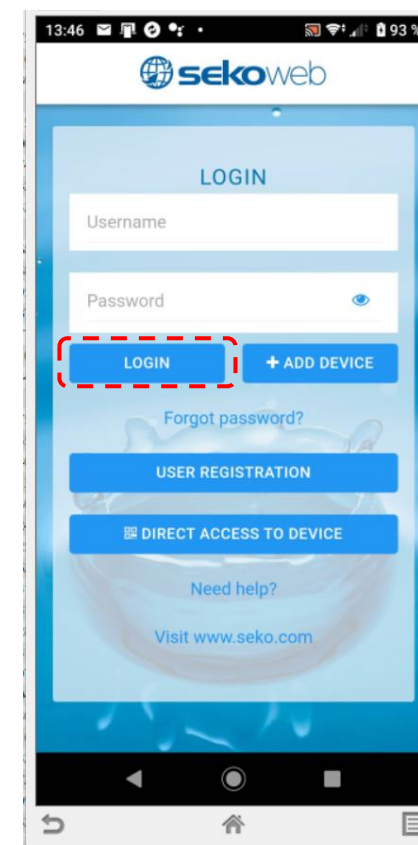 13:46 93 %
sekoweb
LOGIN
Username
Password
LOGIN + ADD DEVICE
Forgot password?
USER REGISTRATION
DIRECT ACCESS TO DEVICE
Need help?
Visit www.seko.com